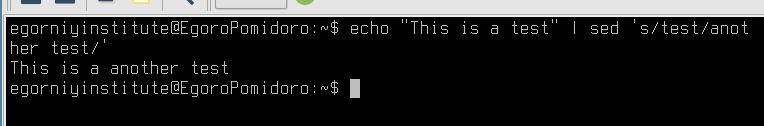 egorniyinstitute@EgoroPomidoro:~$ echo "This is a test" | sed 's/test/anot
her test/'
This is a another test
egorniyinstitute@EgoroPomidoro:~$